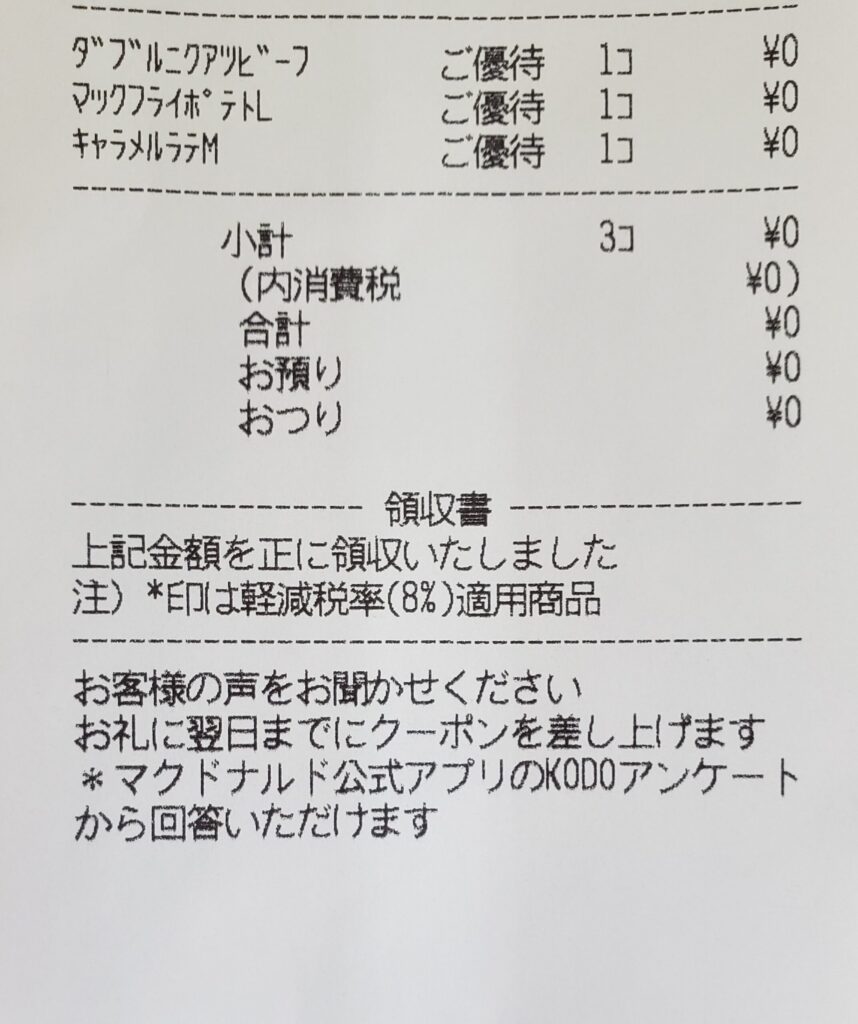 ﾀﾞﾌﾞﾙﾆｸｱﾂﾋﾞｰﾌ ご優待 1コ ¥0
ﾏｯｸﾌﾗｲﾎﾟﾃﾄL ご優待 1コ ¥0
ｷｬﾗﾒﾙﾗﾃM ご優待 1コ ¥0
小計 3コ ¥0
(内消費税 ¥0)
合計 ¥0
お預り ¥0
おつり ¥0
領収書
上記金額を正に領収いたしました
注) *印は軽減税率(8%)適用商品
お客様の声をお聞かせください
お礼に翌日までにクーポンを差し上げます
*マクドナルド公式アプリのKODOアンケート
から回答いただけます